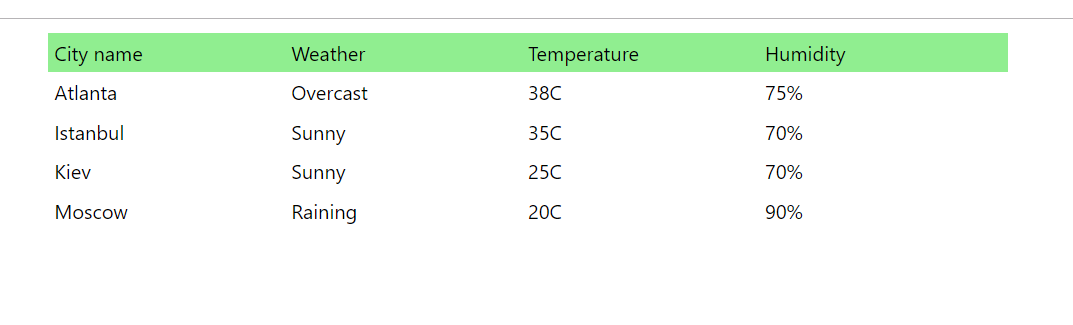 City name Weather Temperature Humidity
Atlanta Overcast 38C 75%
Istanbul Sunny 35C 70%
Kiev Sunny 25C 70%
Moscow Raining 20C 90%